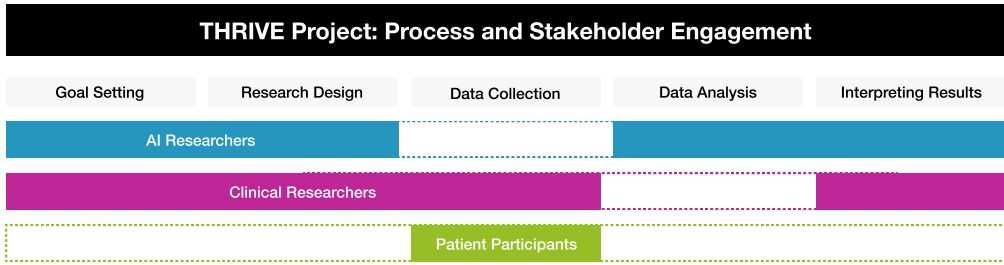 THRIVE Project: Process and Stakeholder Engagement
Goal Setting
Research Design
Data Collection
Data Analysis
Interpreting Results
AI Researchers
Clinical Researchers
Patient Participants